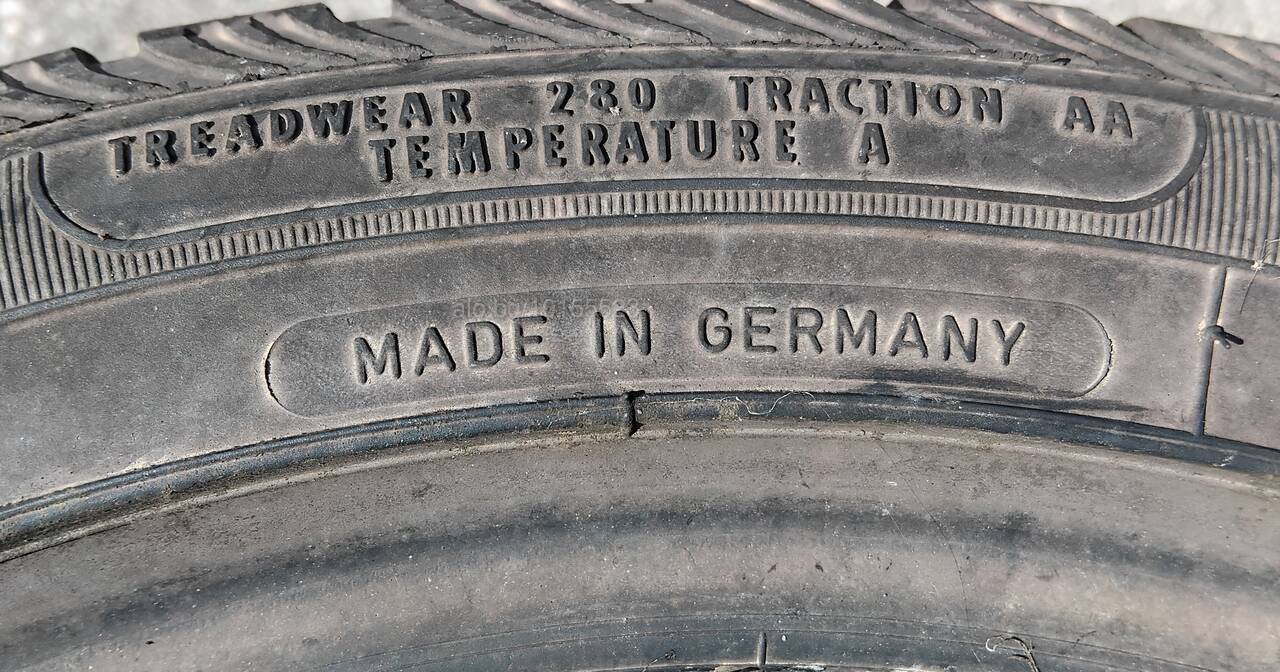 TREADWEAR 280 TRACTION AA
TEMPERATURE A
MADE IN GERMANY